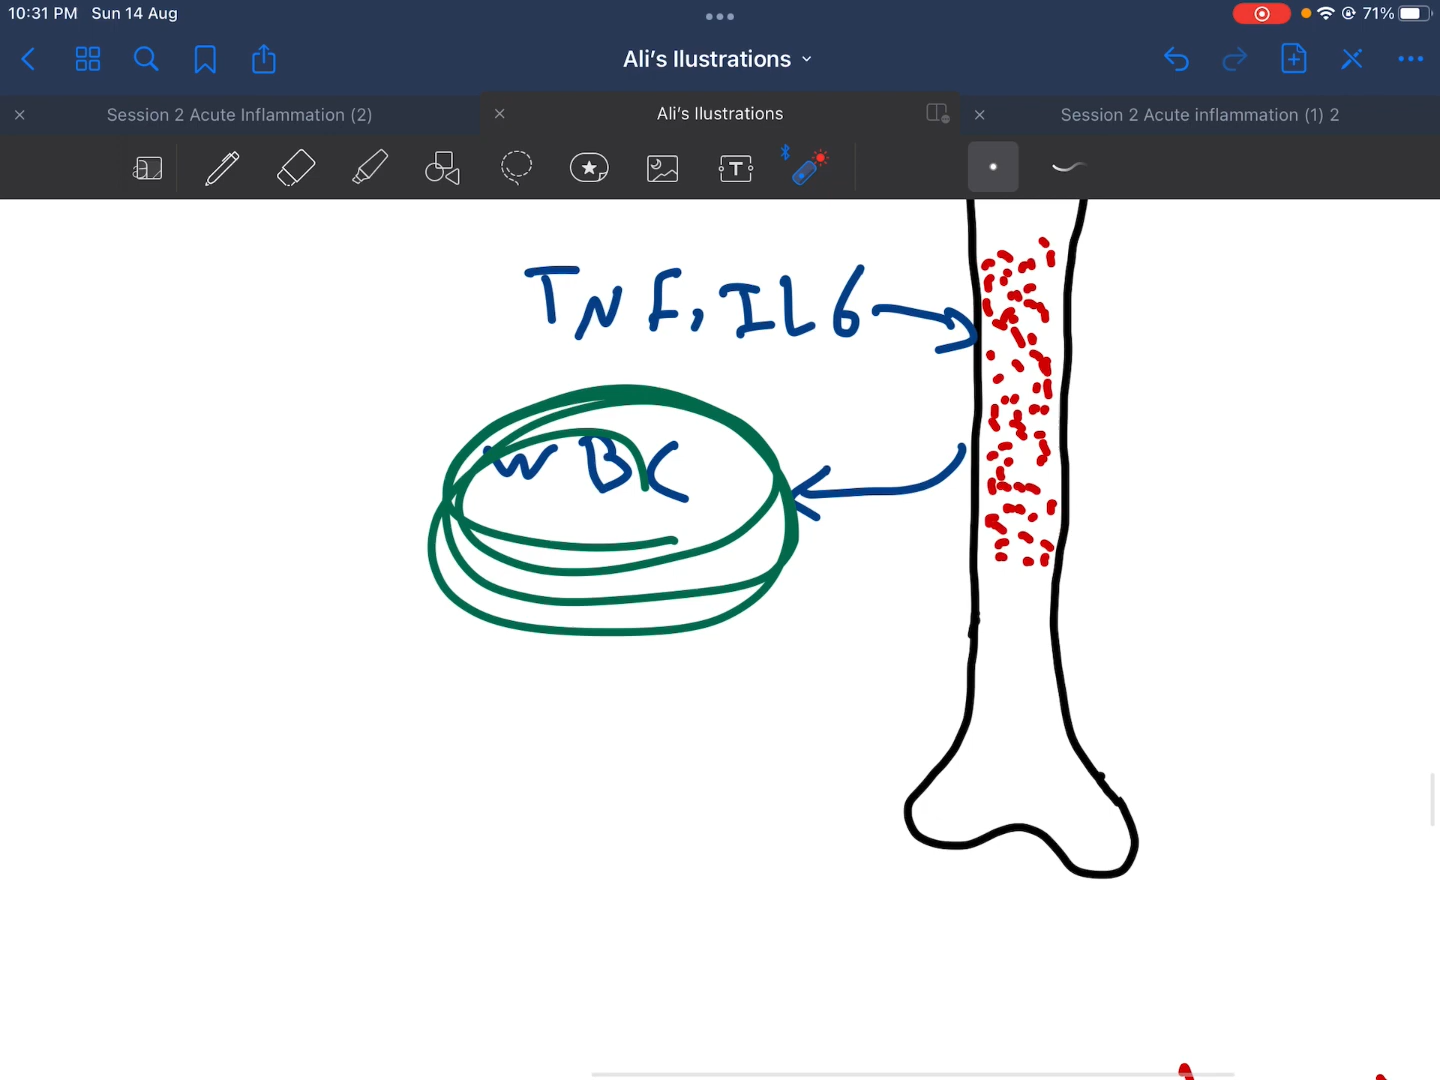 10:31 PM Sun 14 Aug
71%
Ali's Ilustrations
Session 2 Acute Inflammation (2)
Ali's Ilustrations
Session 2 Acute inflammation (1) 2
a
T
TNF, IL6
WBC